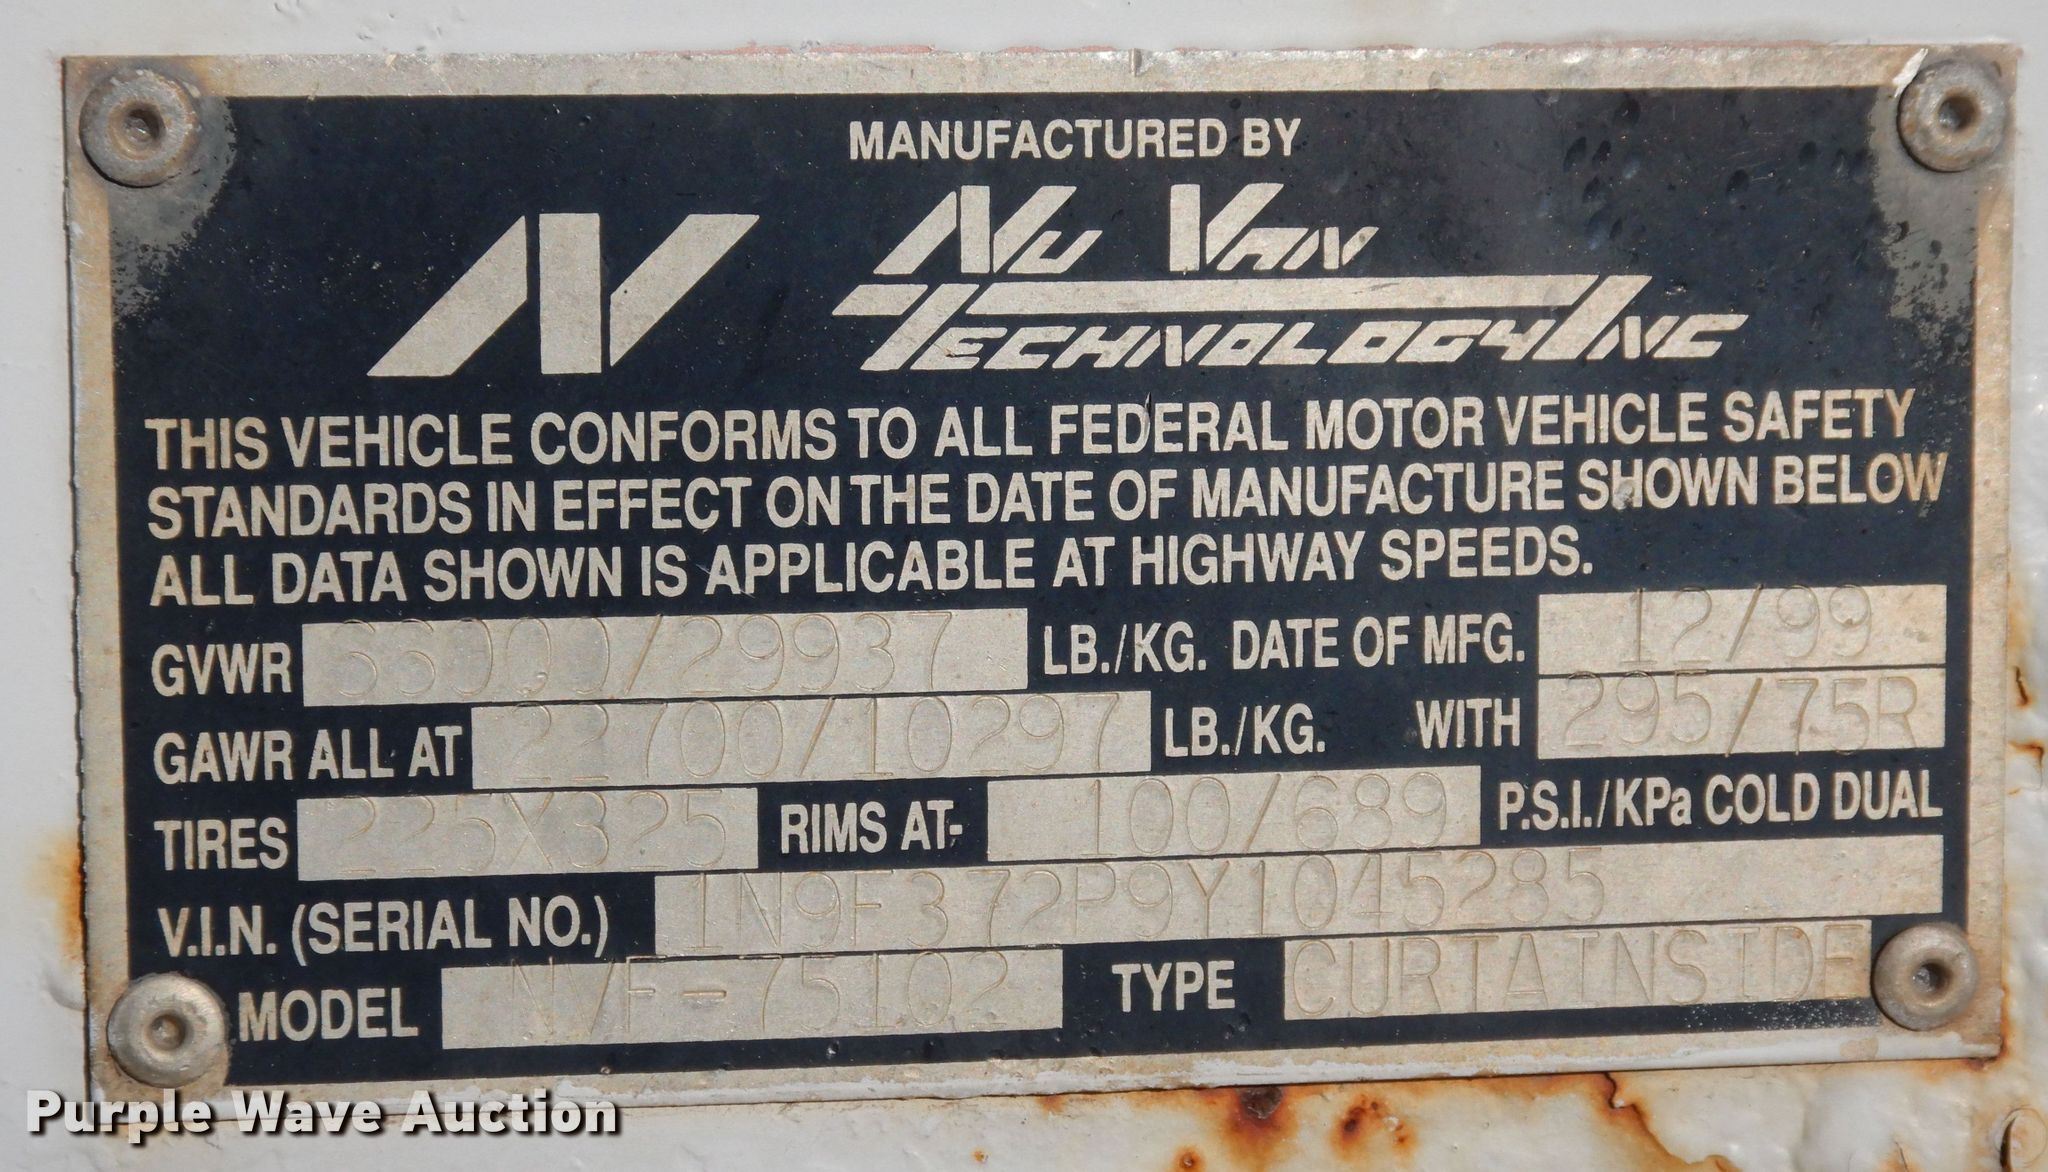 MANUFACTURED BY
NU VAN
TECHNOLOGY INC
THIS VEHICLE CONFORMS TO ALL FEDERAL MOTOR VEHICLE SAFETY
STANDARDS IN EFFECT ON THE DATE OF MANUFACTURE SHOWN BELOW
ALL DATA SHOWN IS APPLICABLE AT HIGHWAY SPEEDS.
GVWR 66000/29937 LB./KG. DATE OF MFG. 12/99
GAWR ALL AT 22700/10297 LB./KG. WITH 295/75R
TIRES 225X825 RIMS AT- 100/689 P.S.I./KPa COLD DUAL
V.I.N. (SERIAL NO.) 1N9F372P9Y1045285
MODEL NVF-75102 TYPE CURTAINSIDE
Purple Wave Auction